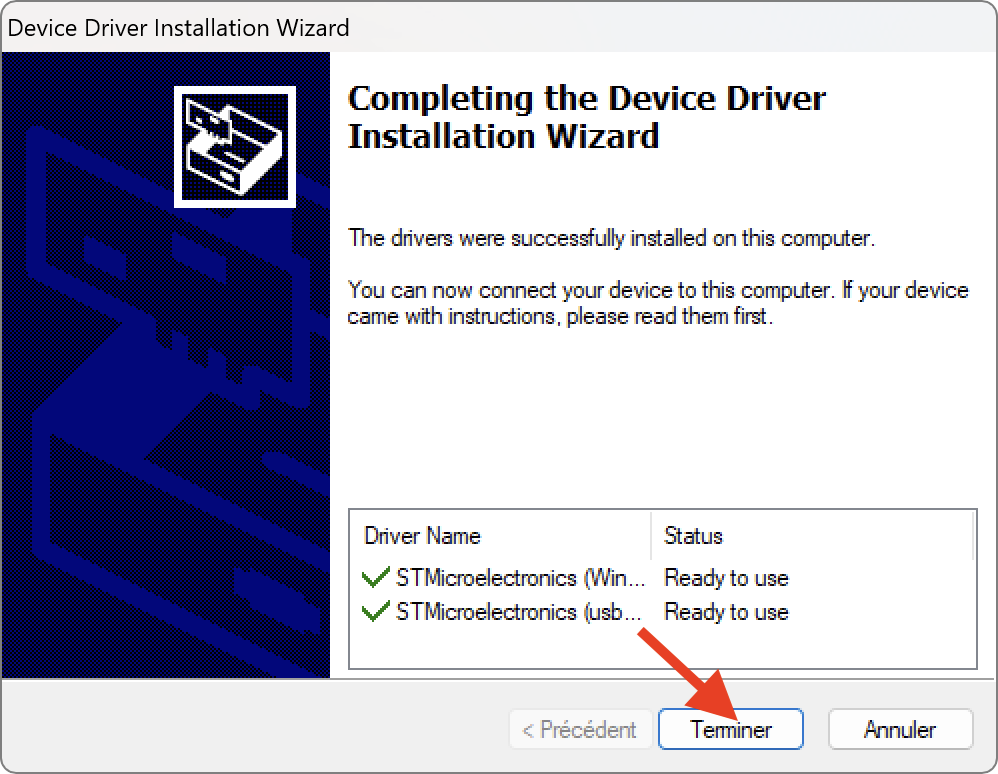 Device Driver Installation Wizard
Completing the Device Driver
Installation Wizard
The drivers were successfully installed on this computer.
You can now connect your device to this computer. If your device
came with instructions, please read them first.
Driver Name Status
STMicroelectronics (Win... Ready to use
STMicroelectronics (usb... Ready to use
< Précédent Terminer Annuler